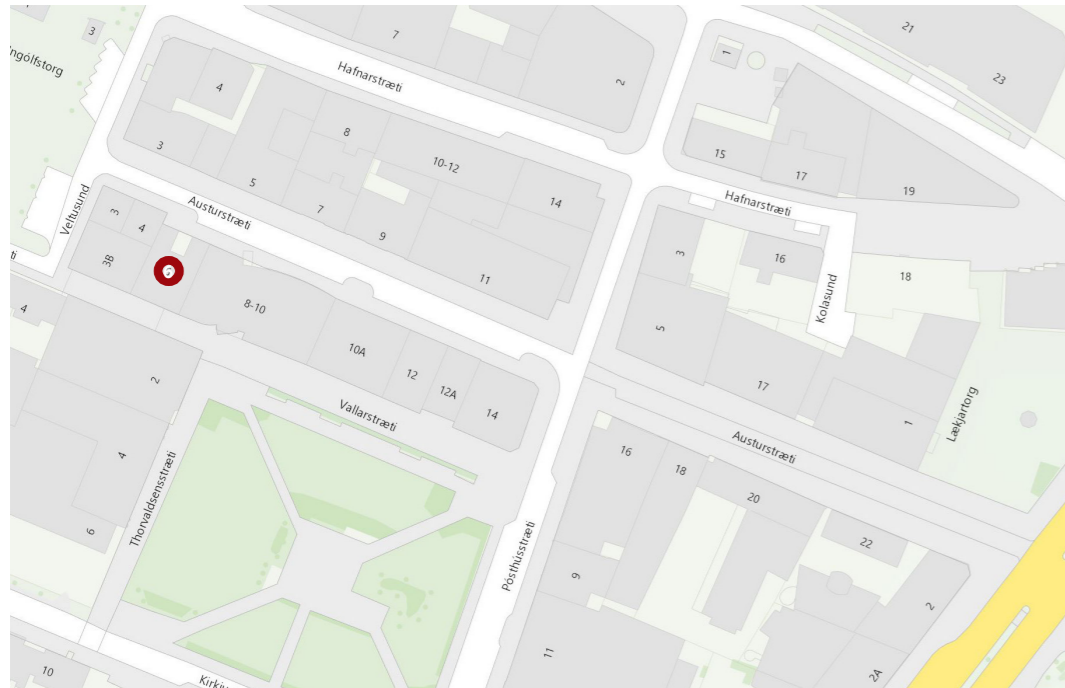 7
21
3
Ingólfstorg
23
1
2
Hafnarstræti
4
8
10-12
15
17
19
3
5
7
14
Hafnarstræti
Veltusund
Austurstræti
9
3
4
3
16
18
3B
11
Kolasund
8-10
5
4
10A
17
12
12A
14
2
1
Lækjartorg
Vallarstræti
Austurstræti
16
18
4
20
Thorvaldsensstræti
22
6
Pósthússtræti
9
2
11
10
2A